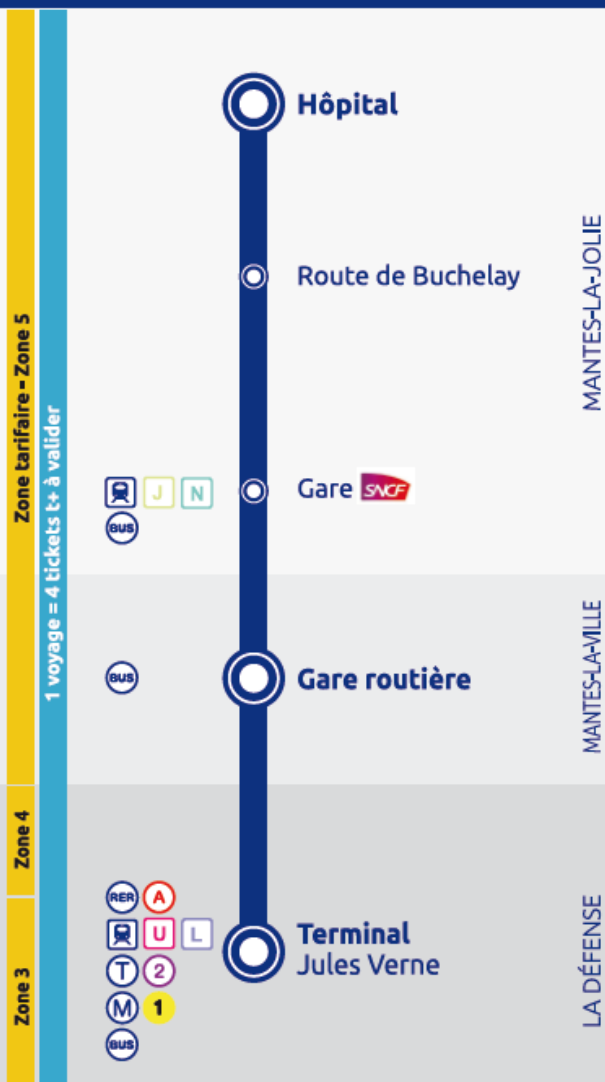 Hôpital
Route de Buchelay
Gare SNCF
J N
BUS
BUS
Gare routière
RER A
U L
T 2
M 1
BUS
Terminal
Jules Verne
MANTES-LA-JOLIE
MANTES-LA-VILLE
LA DÉFENSE
Zone tarifaire - Zone 5
Zone 4
Zone 3
1 voyage = 4 tickets t+ à valider